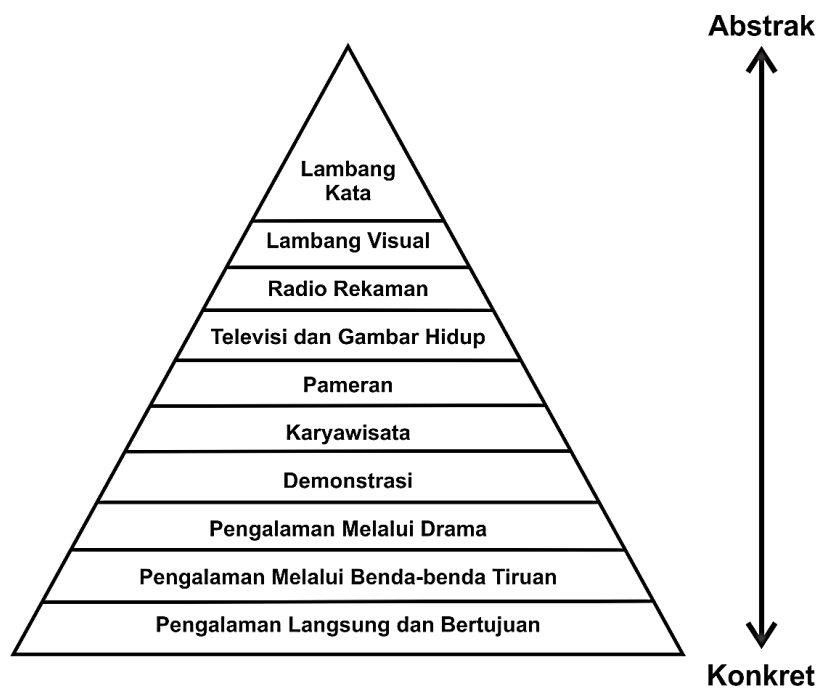 Abstrak
Lambang
Kata
Lambang Visual
Radio Rekaman
Televisi dan Gambar Hidup
Pameran
Karyawisata
Demonstrasi
Pengalaman Melalui Drama
Pengalaman Melalui Benda-benda Tiruan
Pengalaman Langsung dan Bertujuan
Konkret